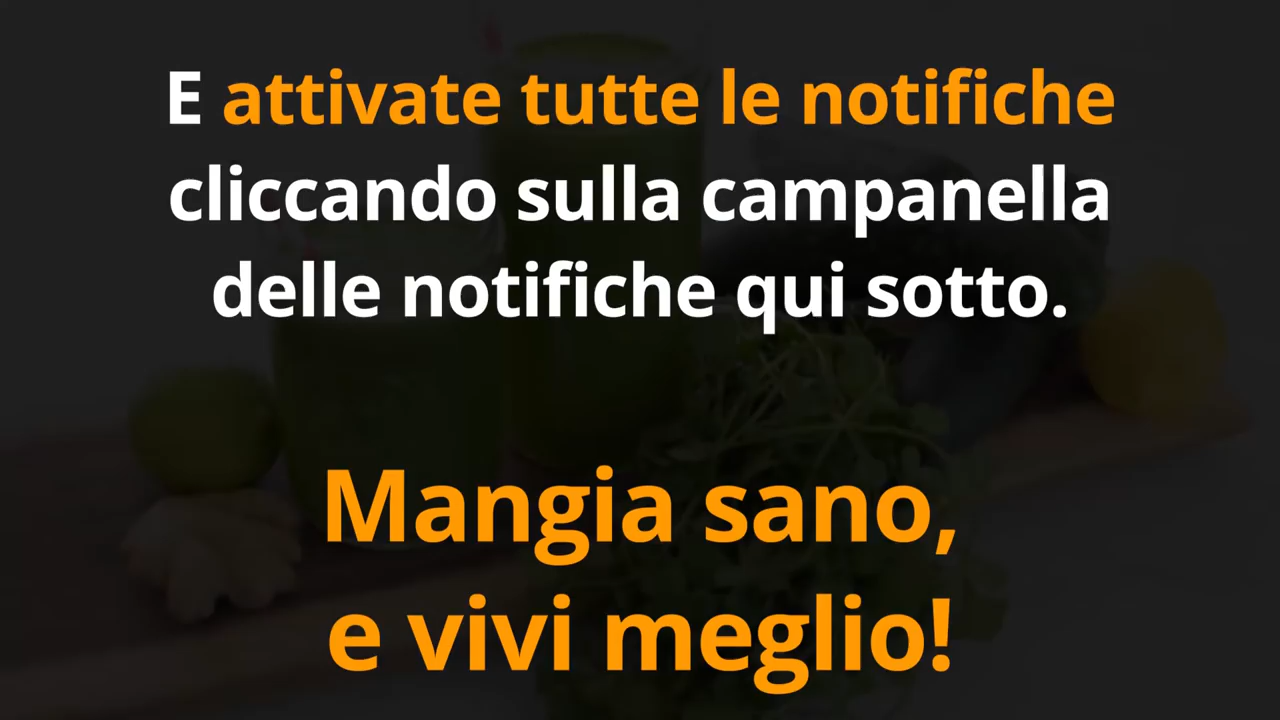 E attivate tutte le notifiche
cliccando sulla campanella
delle notifiche qui sotto.
Mangia sano,
e vivi meglio!